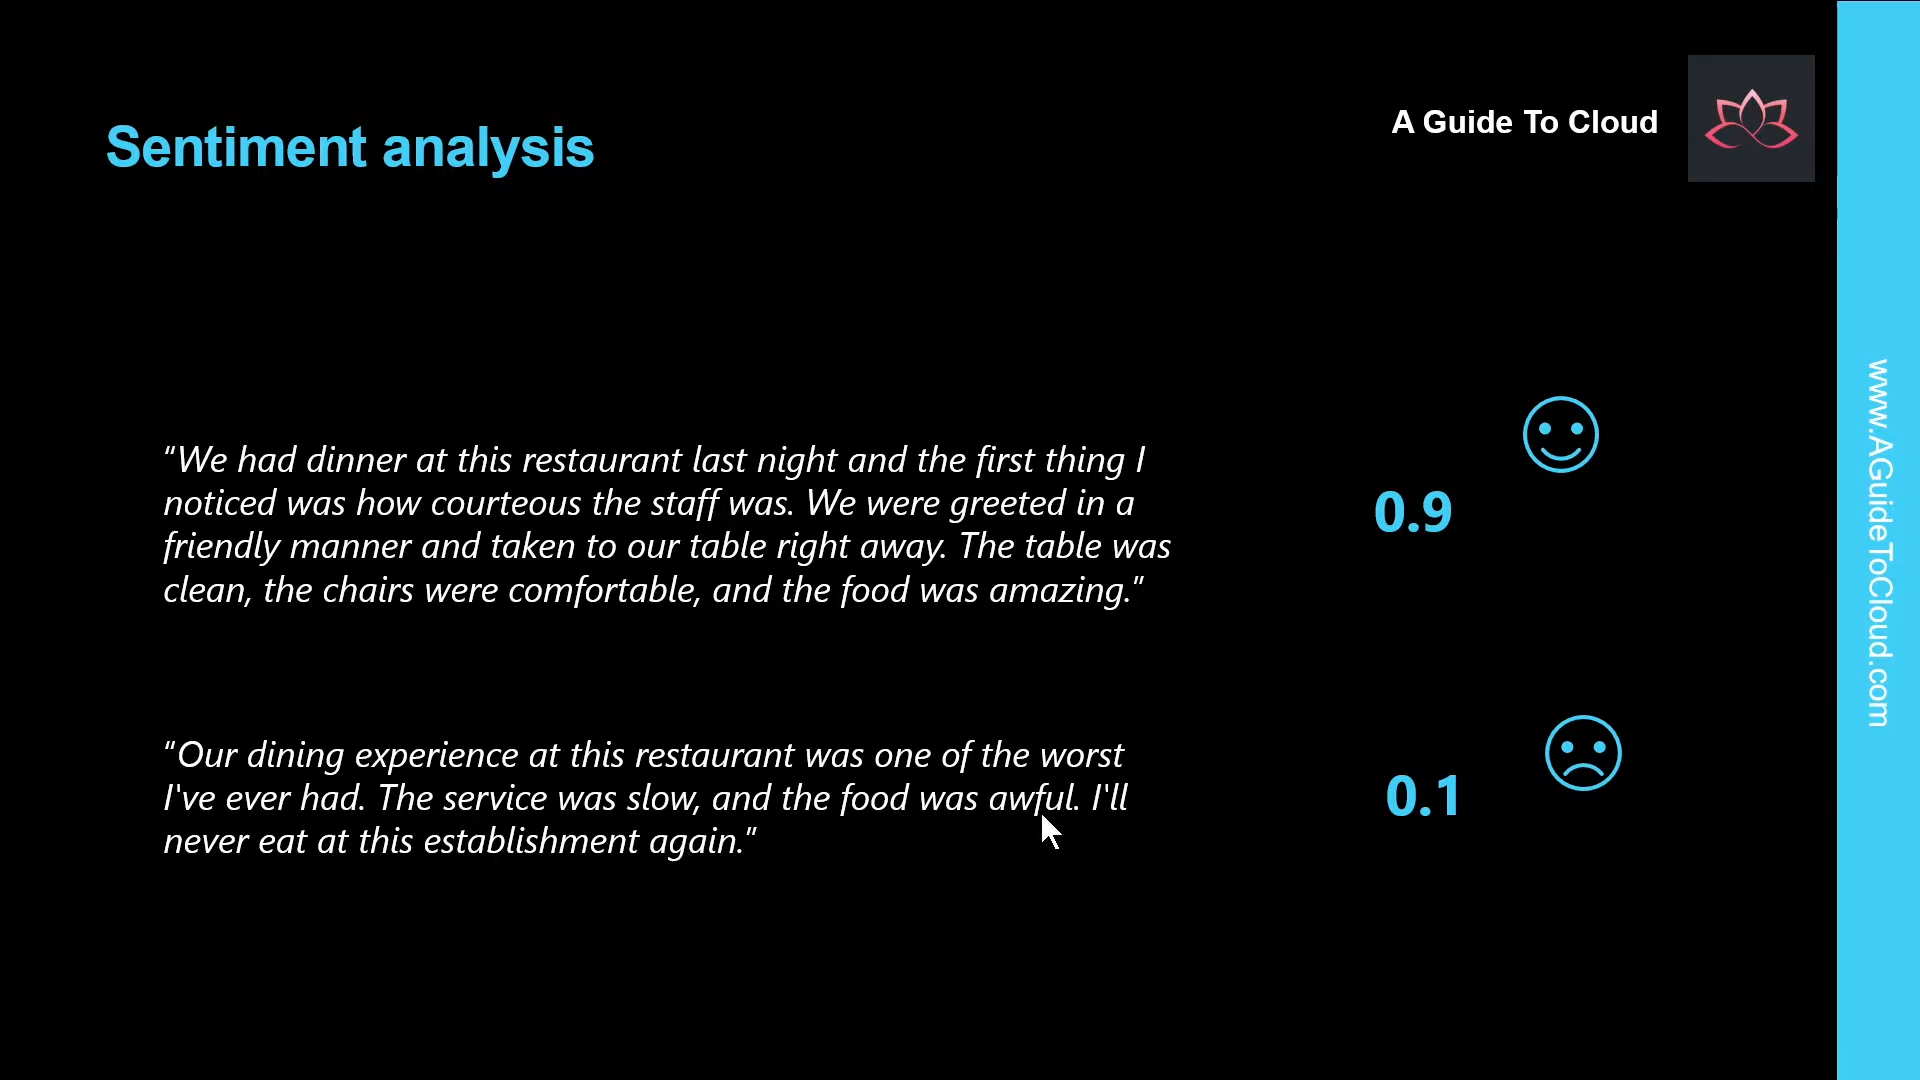 A Guide To Cloud
Sentiment analysis
"We had dinner at this restaurant last night and the first thing I
noticed was how courteous the staff was. We were greeted in a
friendly manner and taken to our table right away. The table was
clean, the chairs were comfortable, and the food was amazing."
0.9
"Our dining experience at this restaurant was one of the worst
I've ever had. The service was slow, and the food was awful. I'll
never eat at this establishment again."
0.1
www.AGuideToCloud.com